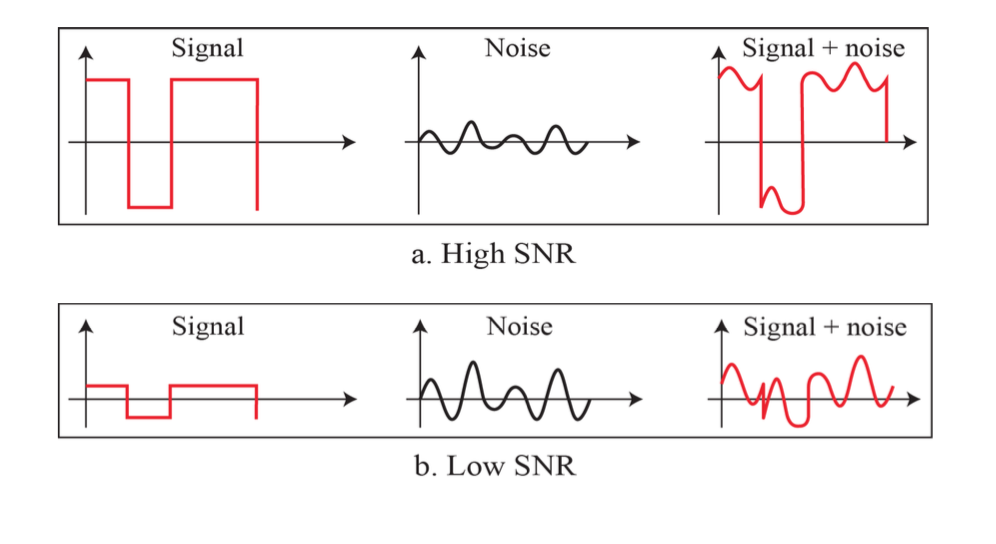 Signal
Noise
Signal + noise
a. High SNR
Signal
Noise
Signal + noise
b. Low SNR